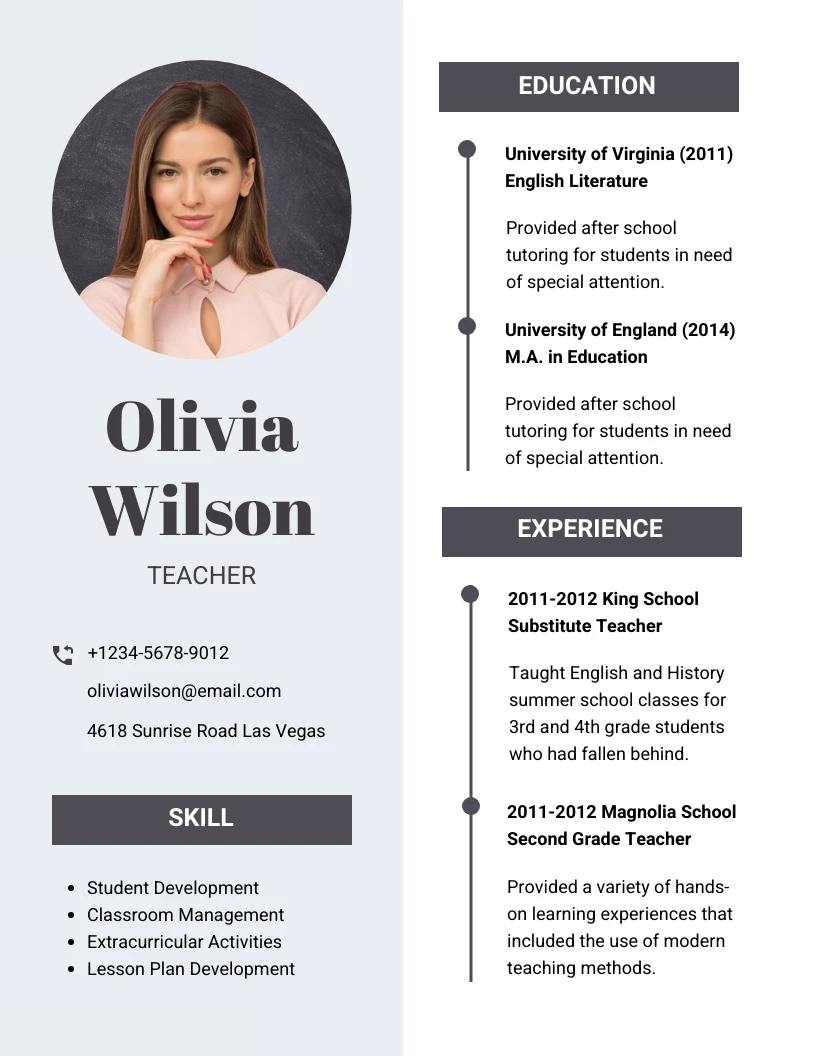 Olivia
Wilson
TEACHER
+1234-5678-9012
oliviawilson@email.com
4618 Sunrise Road Las Vegas
SKILL
• Student Development
• Classroom Management
• Extracurricular Activities
• Lesson Plan Development
EDUCATION
University of Virginia (2011)
English Literature
Provided after school
tutoring for students in need
of special attention.
University of England (2014)
M.A. in Education
Provided after school
tutoring for students in need
of special attention.
EXPERIENCE
2011-2012 King School
Substitute Teacher
Taught English and History
summer school classes for
3rd and 4th grade students
who had fallen behind.
2011-2012 Magnolia School
Second Grade Teacher
Provided a variety of hands-
on learning experiences that
included the use of modern
teaching methods.